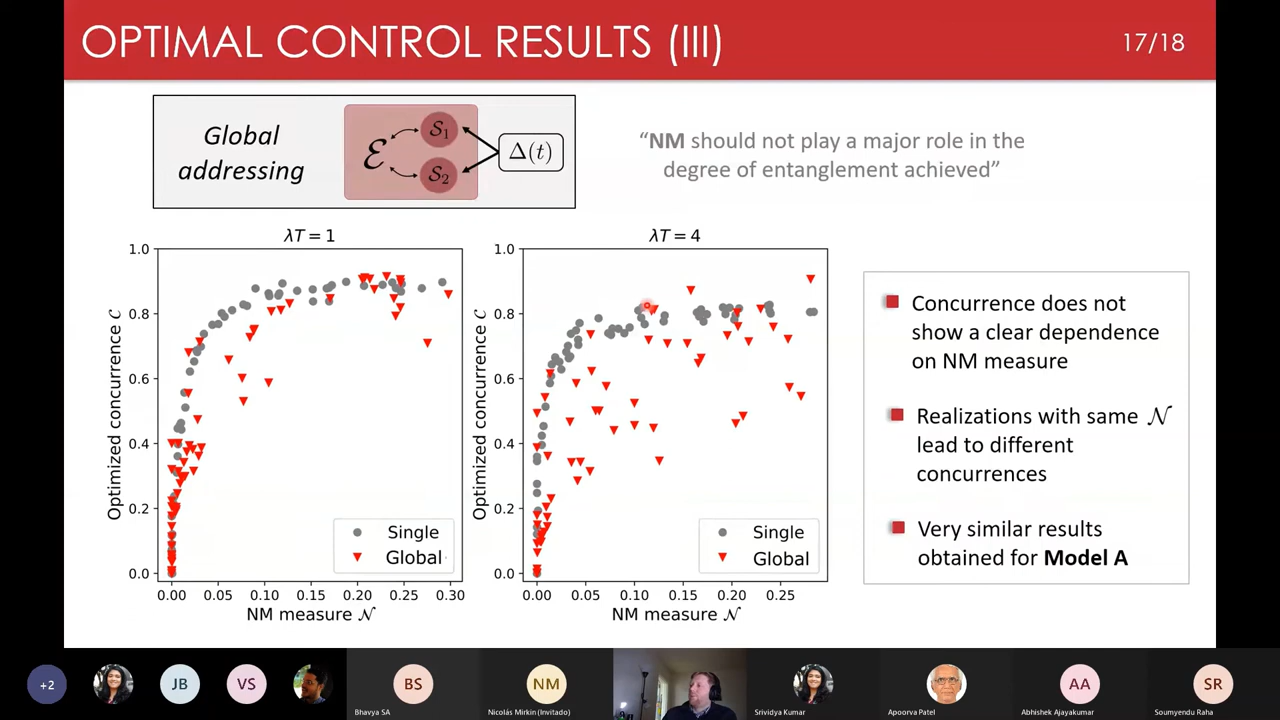 OPTIMAL CONTROL RESULTS (III)
17/18
Global
addressing
ℰ
𝒮₁
𝒮₂
Δ(t)
“NM should not play a major role in the
degree of entanglement achieved”
λT = 1
Optimized concurrence 𝒞
1.0
0.8
0.6
0.4
0.2
0.0
Single
Global
0.00 0.05 0.10 0.15 0.20 0.25 0.30
NM measure 𝒩
λT = 4
Optimized concurrence 𝒞
1.0
0.8
0.6
0.4
0.2
0.0
Single
Global
0.00 0.05 0.10 0.15 0.20 0.25
NM measure 𝒩
Concurrence does not
show a clear dependence
on NM measure
Realizations with same 𝒩
lead to different
concurrences
Very similar results
obtained for Model A
+2
JB
VS
BS
Bhavya SA
NM
Nicolás Mirkin (Invitado)
Srividya Kumar
Apoorva Patel
AA
Abhishek Ajayakumar
SR
Soumyendu Raha